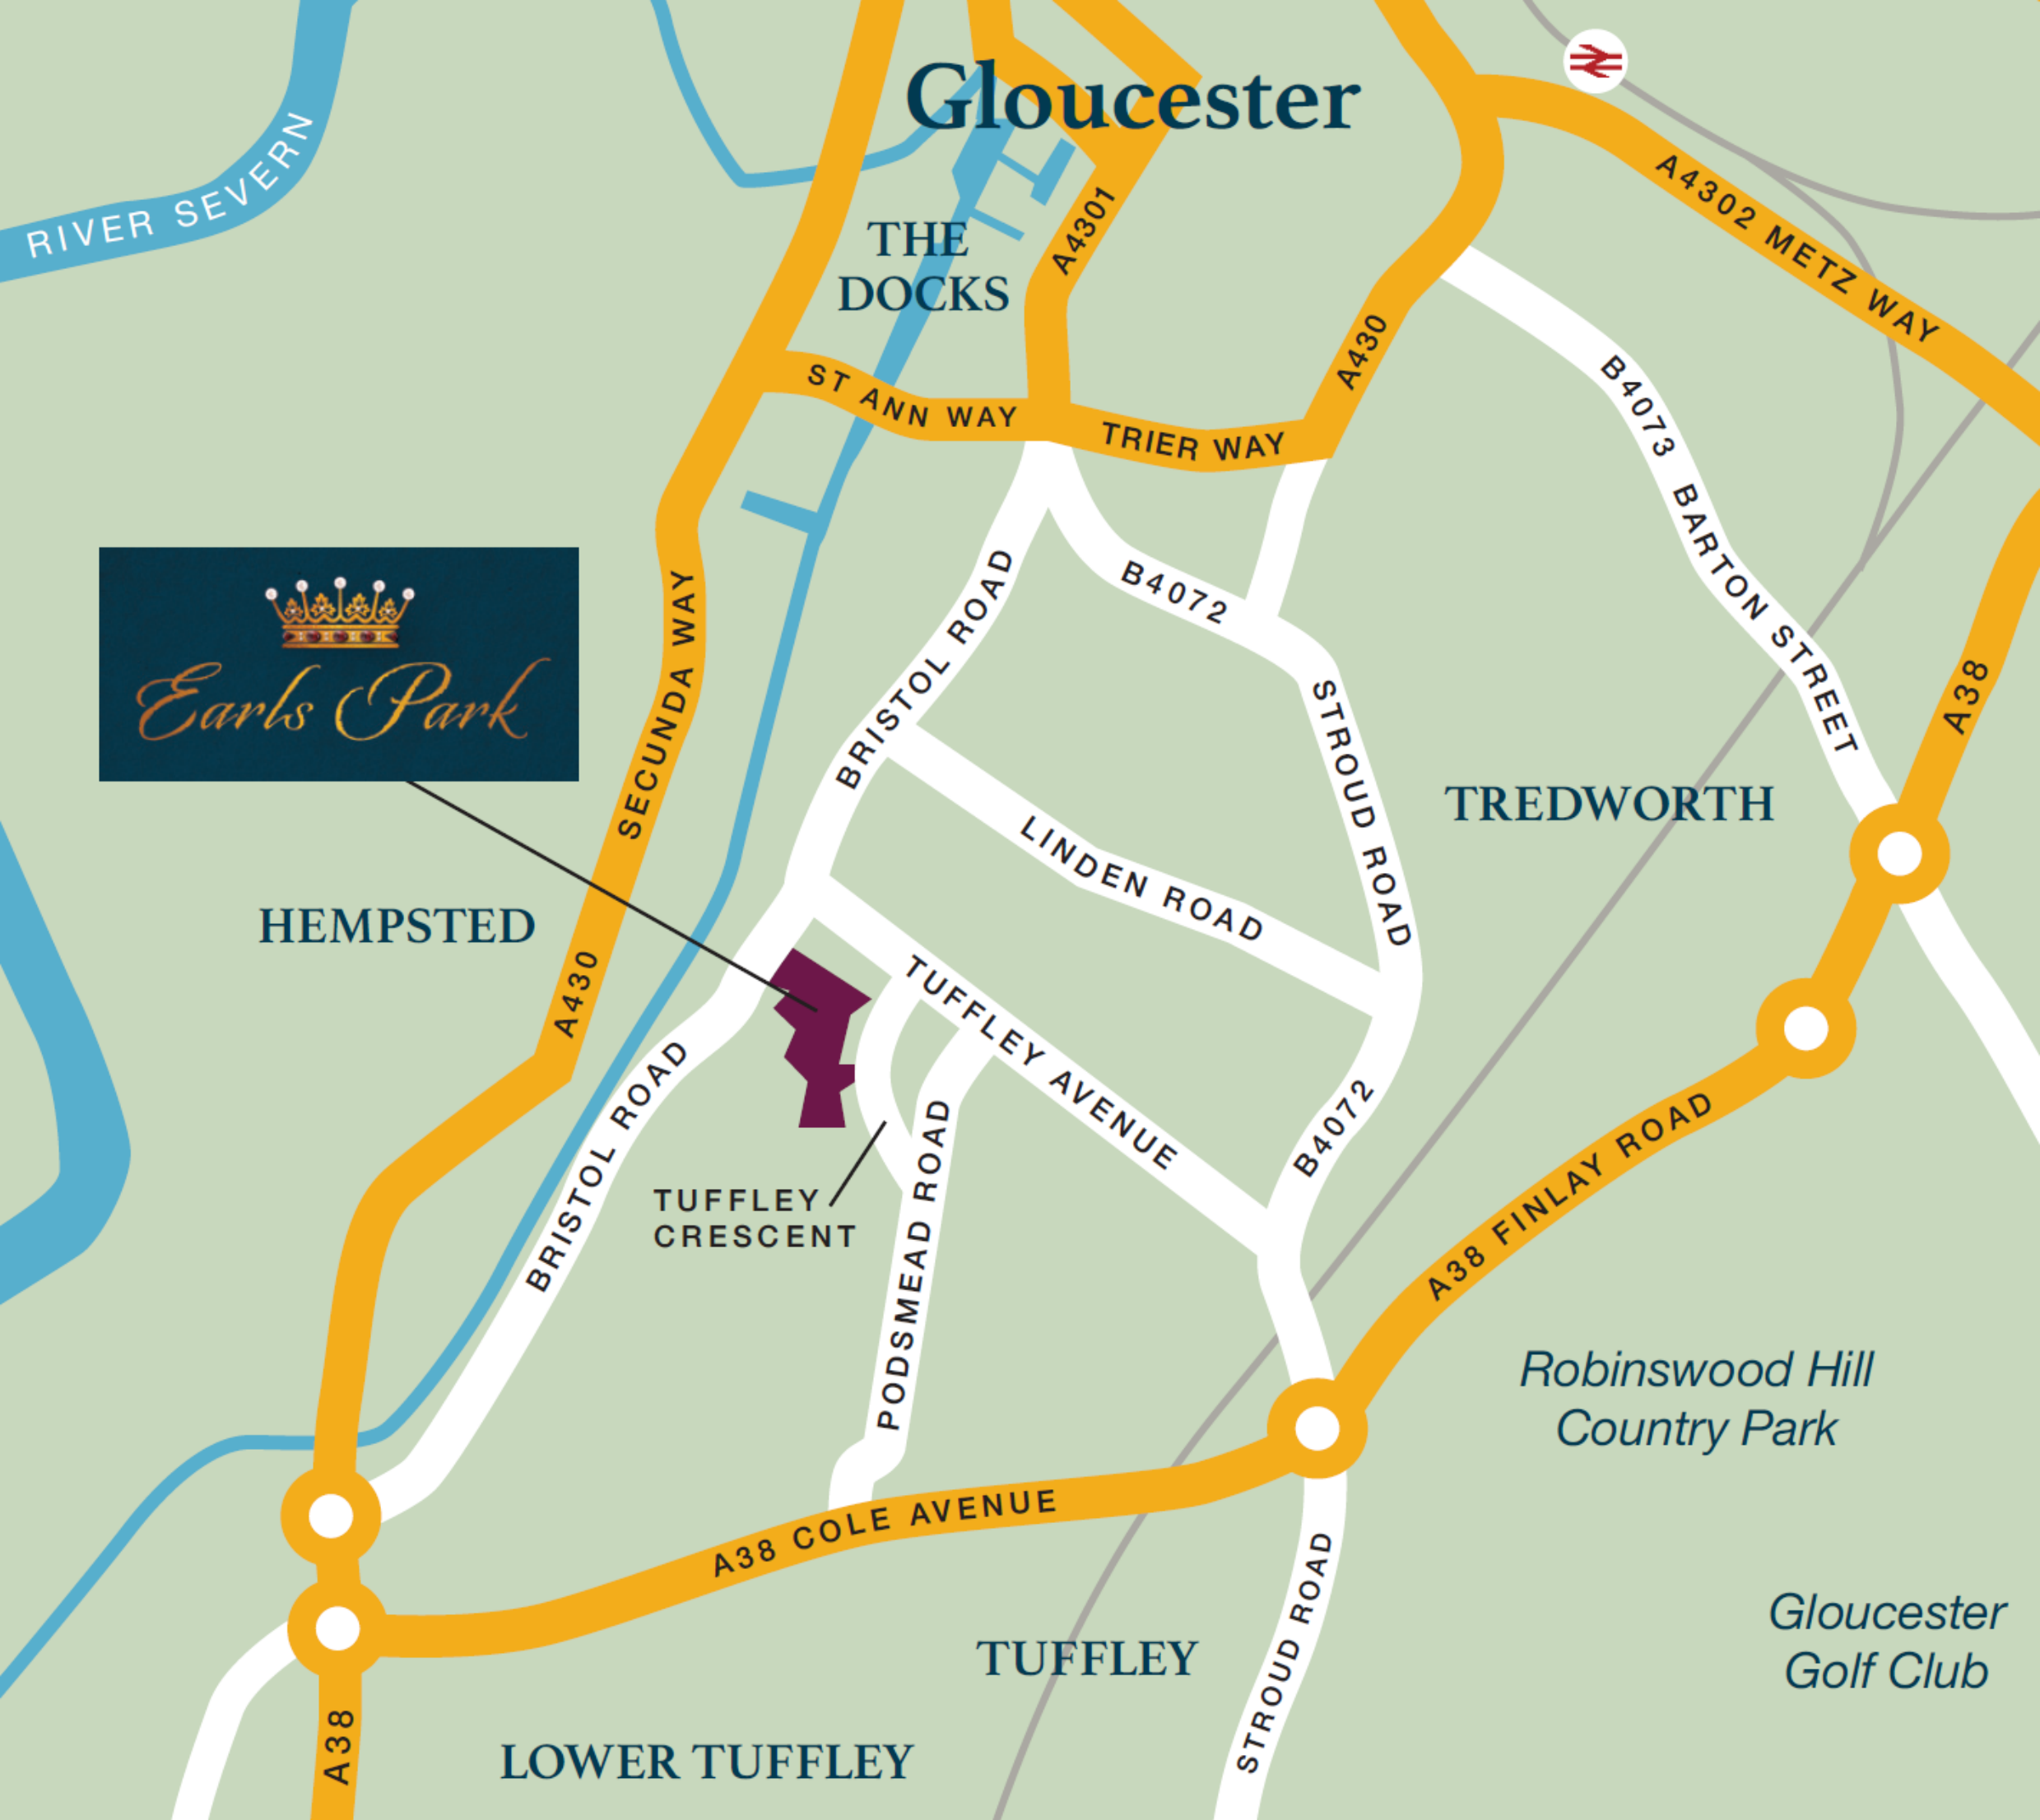 Gloucester
RIVER SEVERN
A4302 METZ WAY
THE
DOCKS
A4301
A430
ST ANN WAY
TRIER WAY
B4073 BARTON STREET
Earls Park
SECUNDA WAY
BRISTOL ROAD
B4072
STROUD ROAD
A38
TREDWORTH
LINDEN ROAD
HEMPSTED
A430
TUFFLEY AVENUE
BRISTOL ROAD
B4072
TUFFLEY
CRESCENT
PODSMEAD ROAD
A38 FINLAY ROAD
Robinswood Hill
Country Park
A38 COLE AVENUE
STROUD ROAD
Gloucester
Golf Club
TUFFLEY
A38
LOWER TUFFLEY